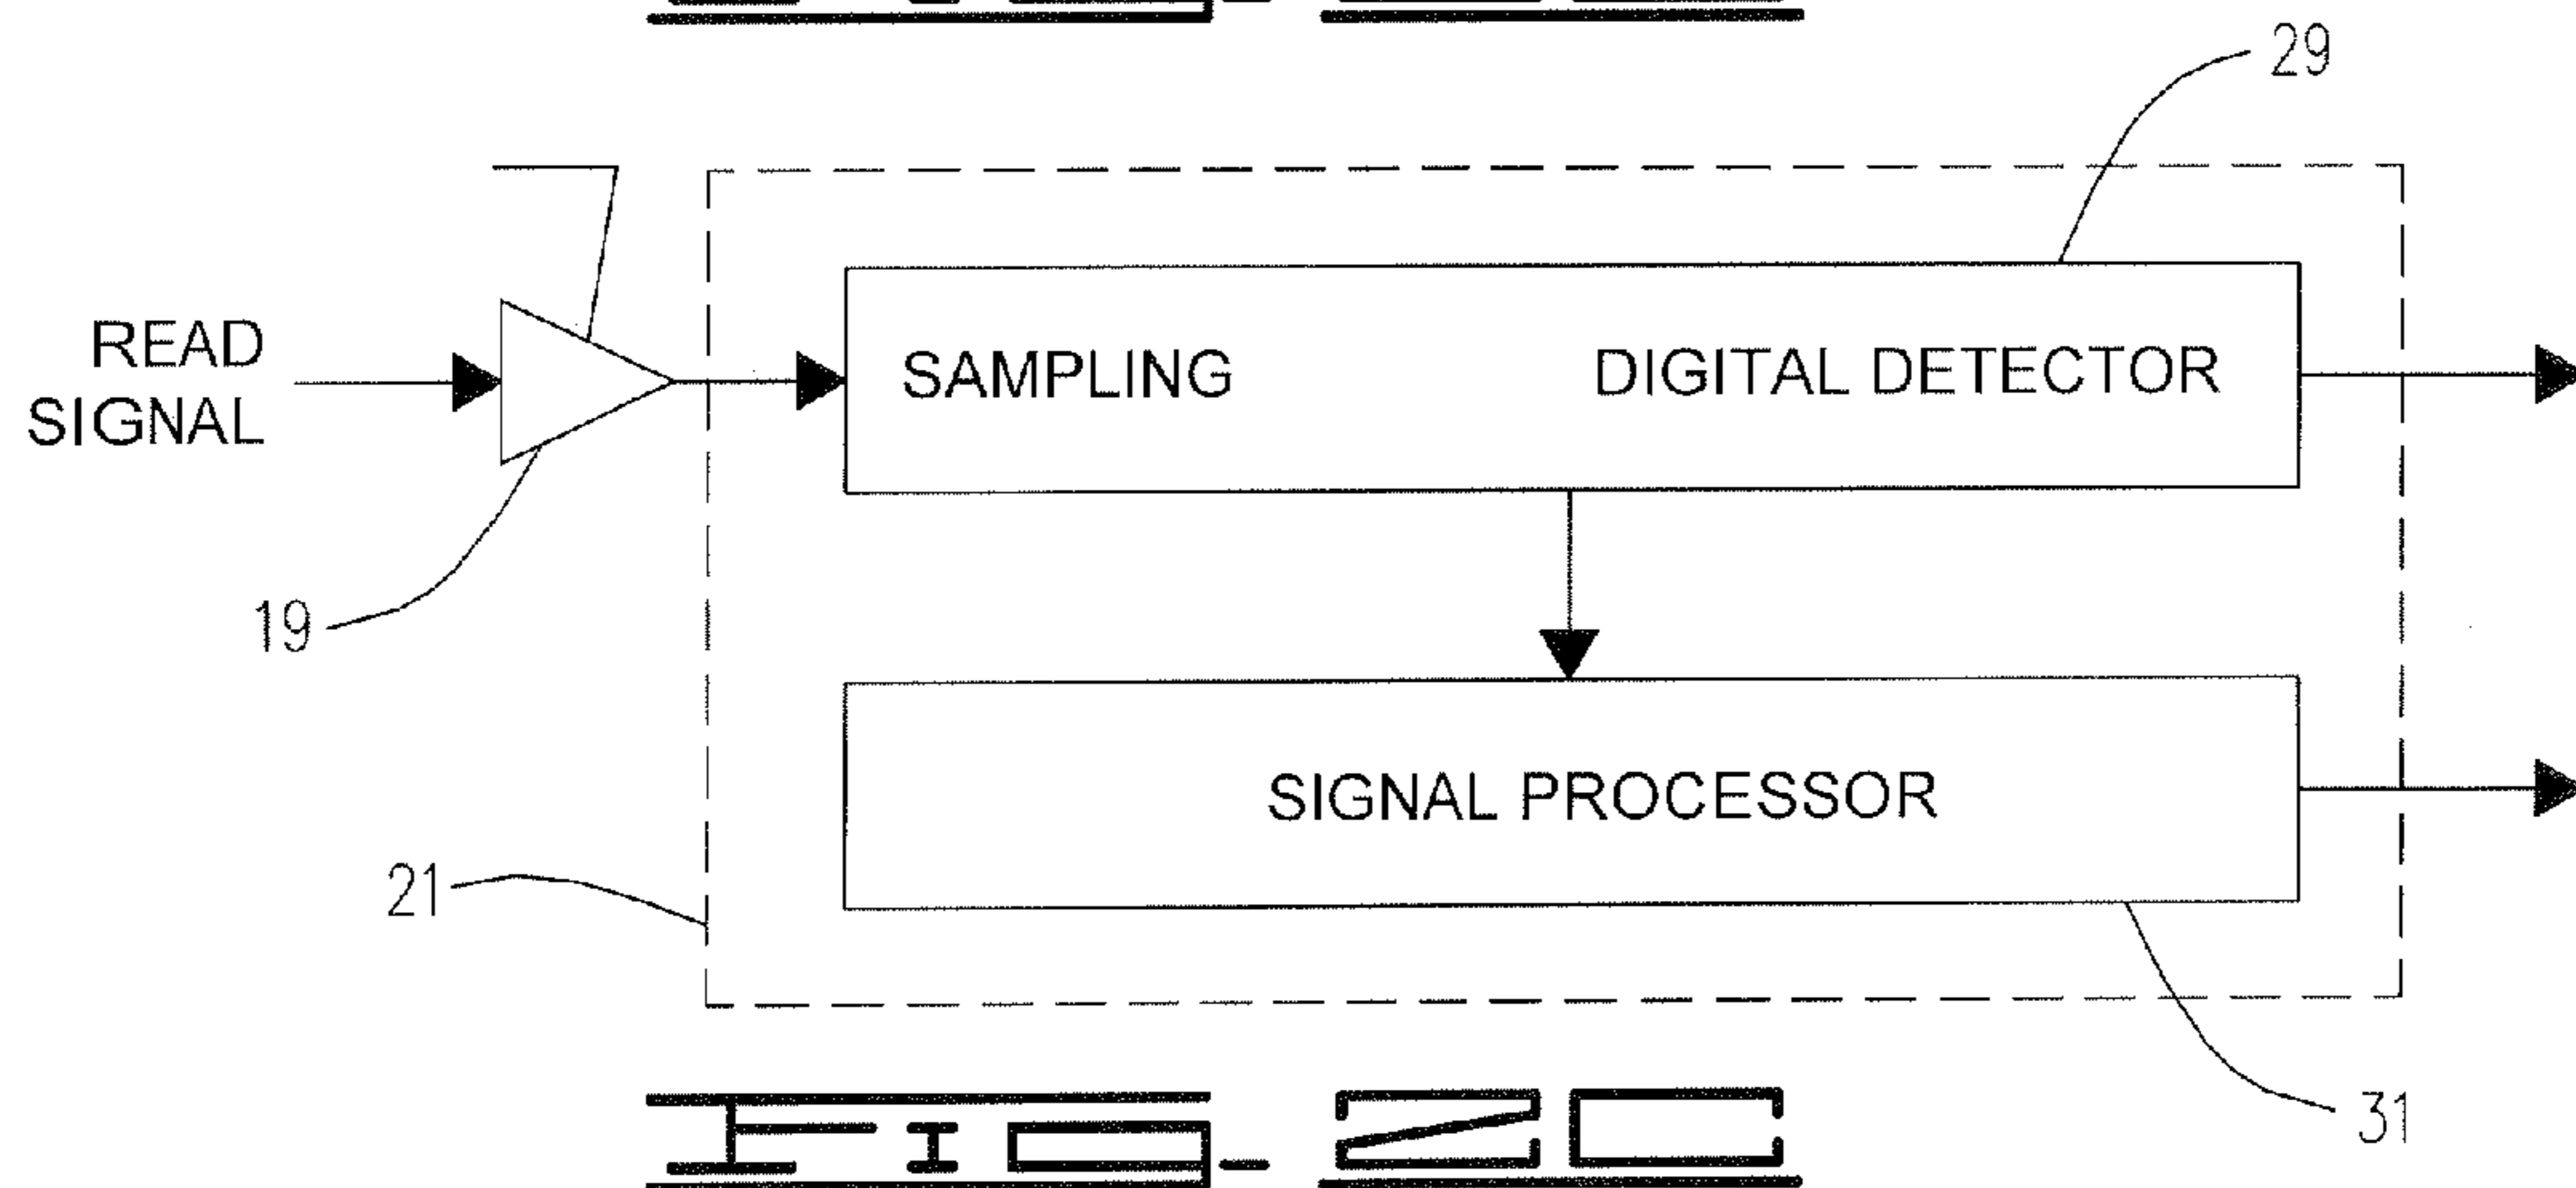 29
READ
SIGNAL
SAMPLING DIGITAL DETECTOR
19
SIGNAL PROCESSOR
21
31
FIG- 2C